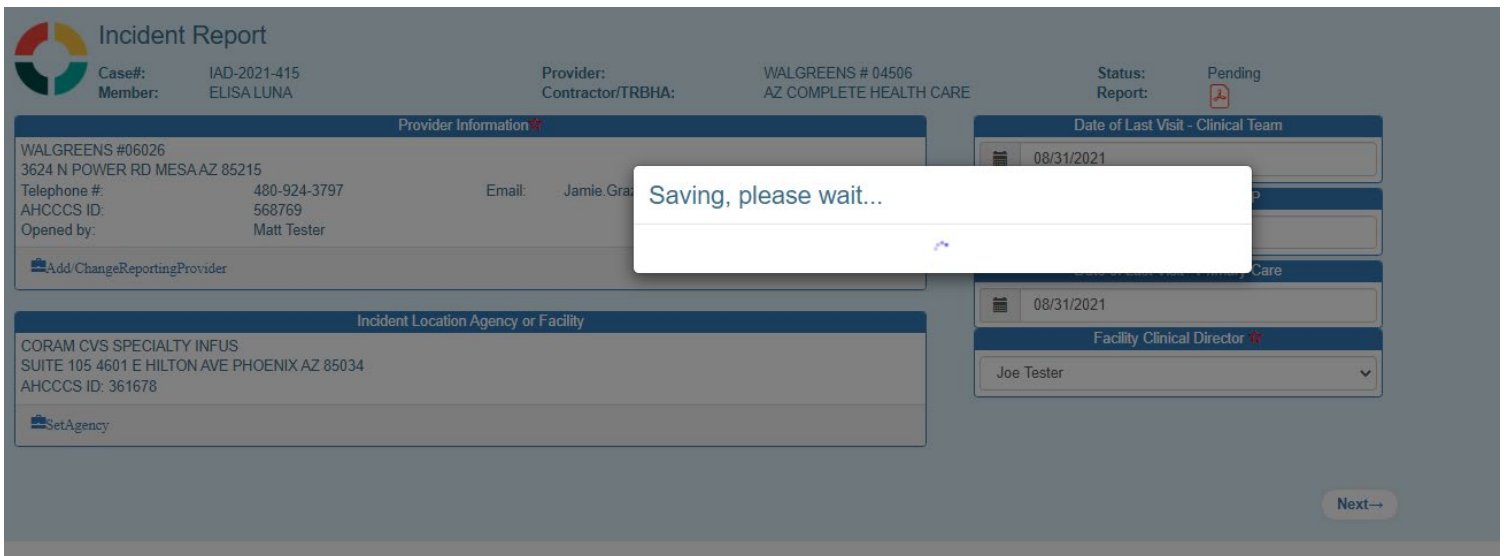 Incident Report
Case#: IAD-2021-415 Provider: WALGREENS # 04506 Status: Pending
Member: ELISA LUNA Contractor/TRBHA: AZ COMPLETE HEALTH CARE Report:
Provider Information
WALGREENS #06026
3624 N POWER RD MESA AZ 85215
Telephone #: 480-924-3797 Email:
AHCCCS ID: 568769
Opened by: Matt Tester
Add/ChangeReportingProvider
Incident Location Agency or Facility
CORAM CVS SPECIALTY INFUS
SUITE 105 4601 E HILTON AVE PHOENIX AZ 85034
AHCCCS ID: 361678
SetAgency
Date of Last Visit - Clinical Team
08/31/2021
Saving, please wait...
Care
08/31/2021
Facility Clinical Director
Joe Tester
Next→